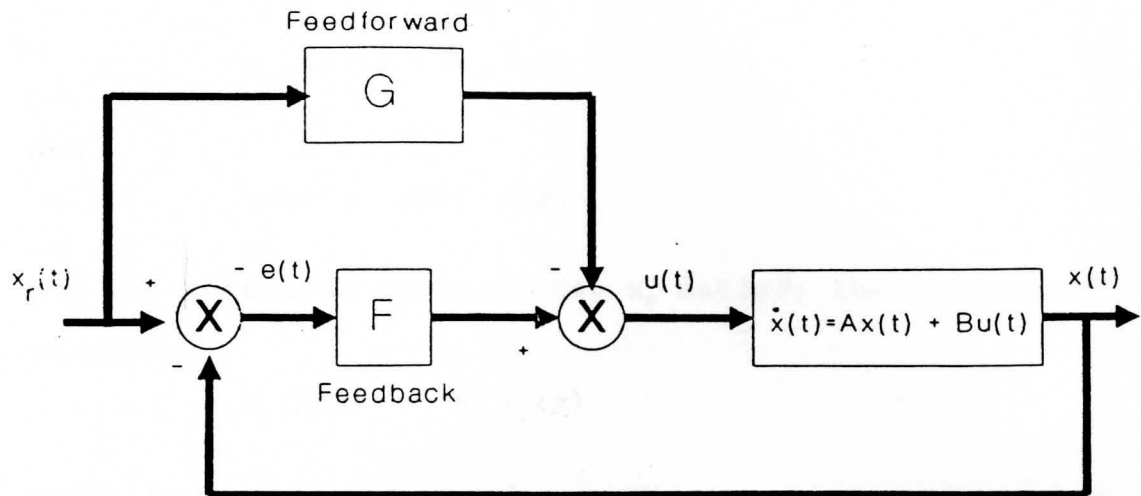 Feedforward
G
x_r(t)
+
-
- e(t)
F
Feedback
-
+
u(t)
ẋ(t)=Ax(t) + Bu(t)
x(t)